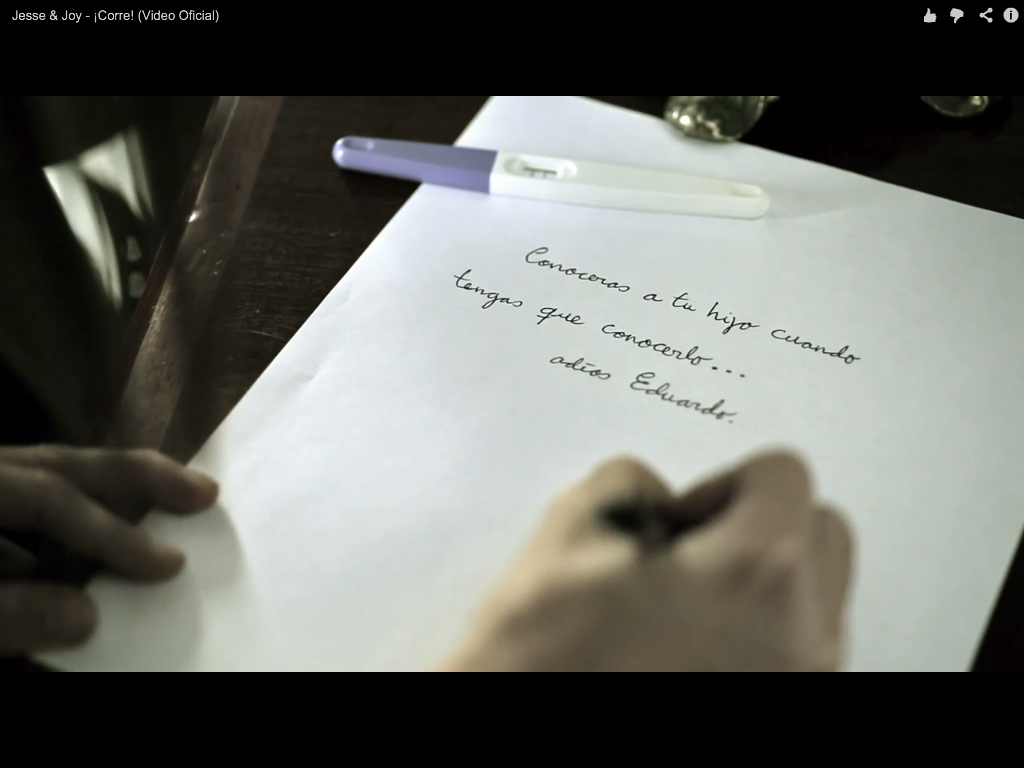 Jesse & Joy - ¡Corre! (Video Oficial)
Conoceras a tu hijo cuando
tengas que conocerlo...
adios Eduardo.